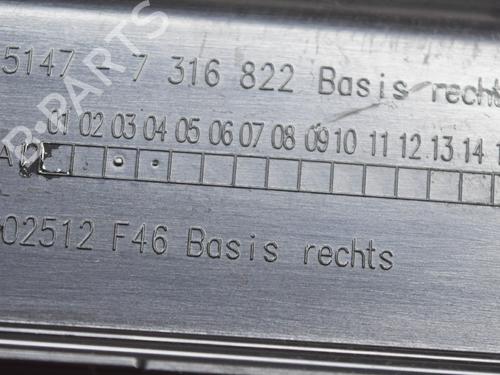 5147 - 7 316 822 Basis rechts
01 02 03 04 05 06 07 08 09 10 11 12 13 14
02512 F46 Basis rechts
B-PARTS